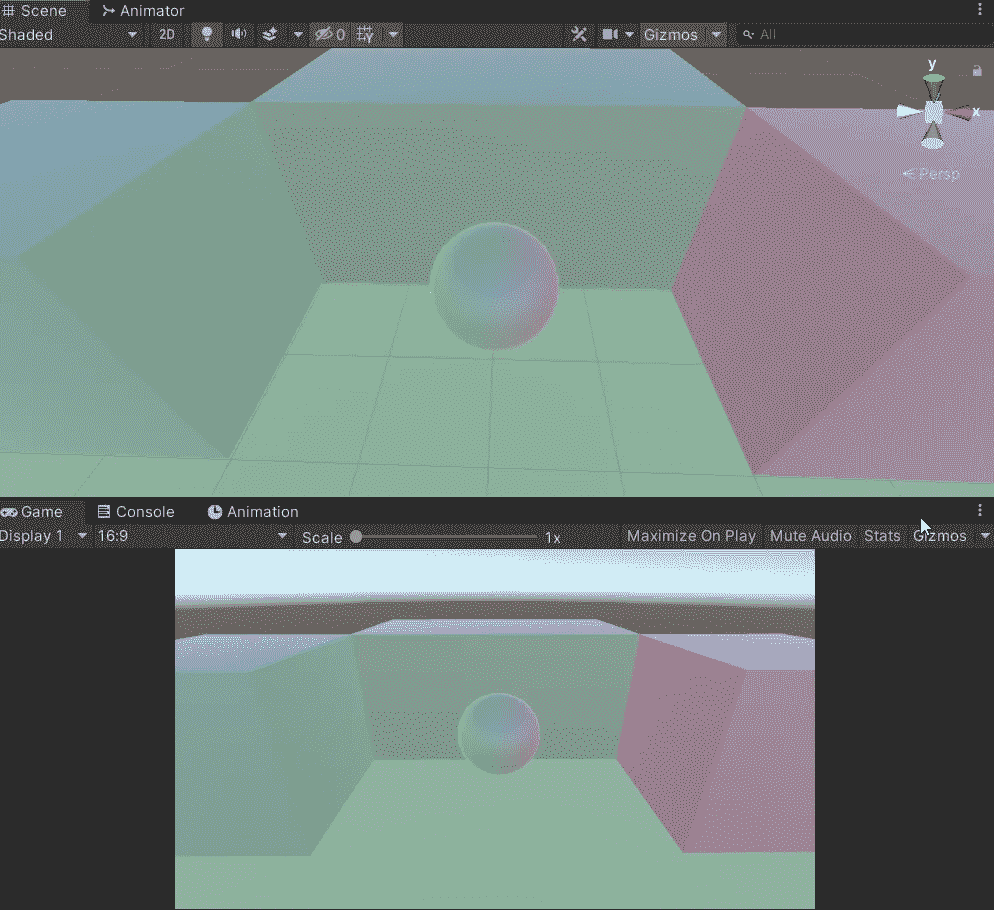 Scene Animator
Shaded 2D 0 Gizmos All
y
x
Persp
Game Console Animation
Display 1 16:9 Scale 1x Maximize On Play Mute Audio Stats Gizmos